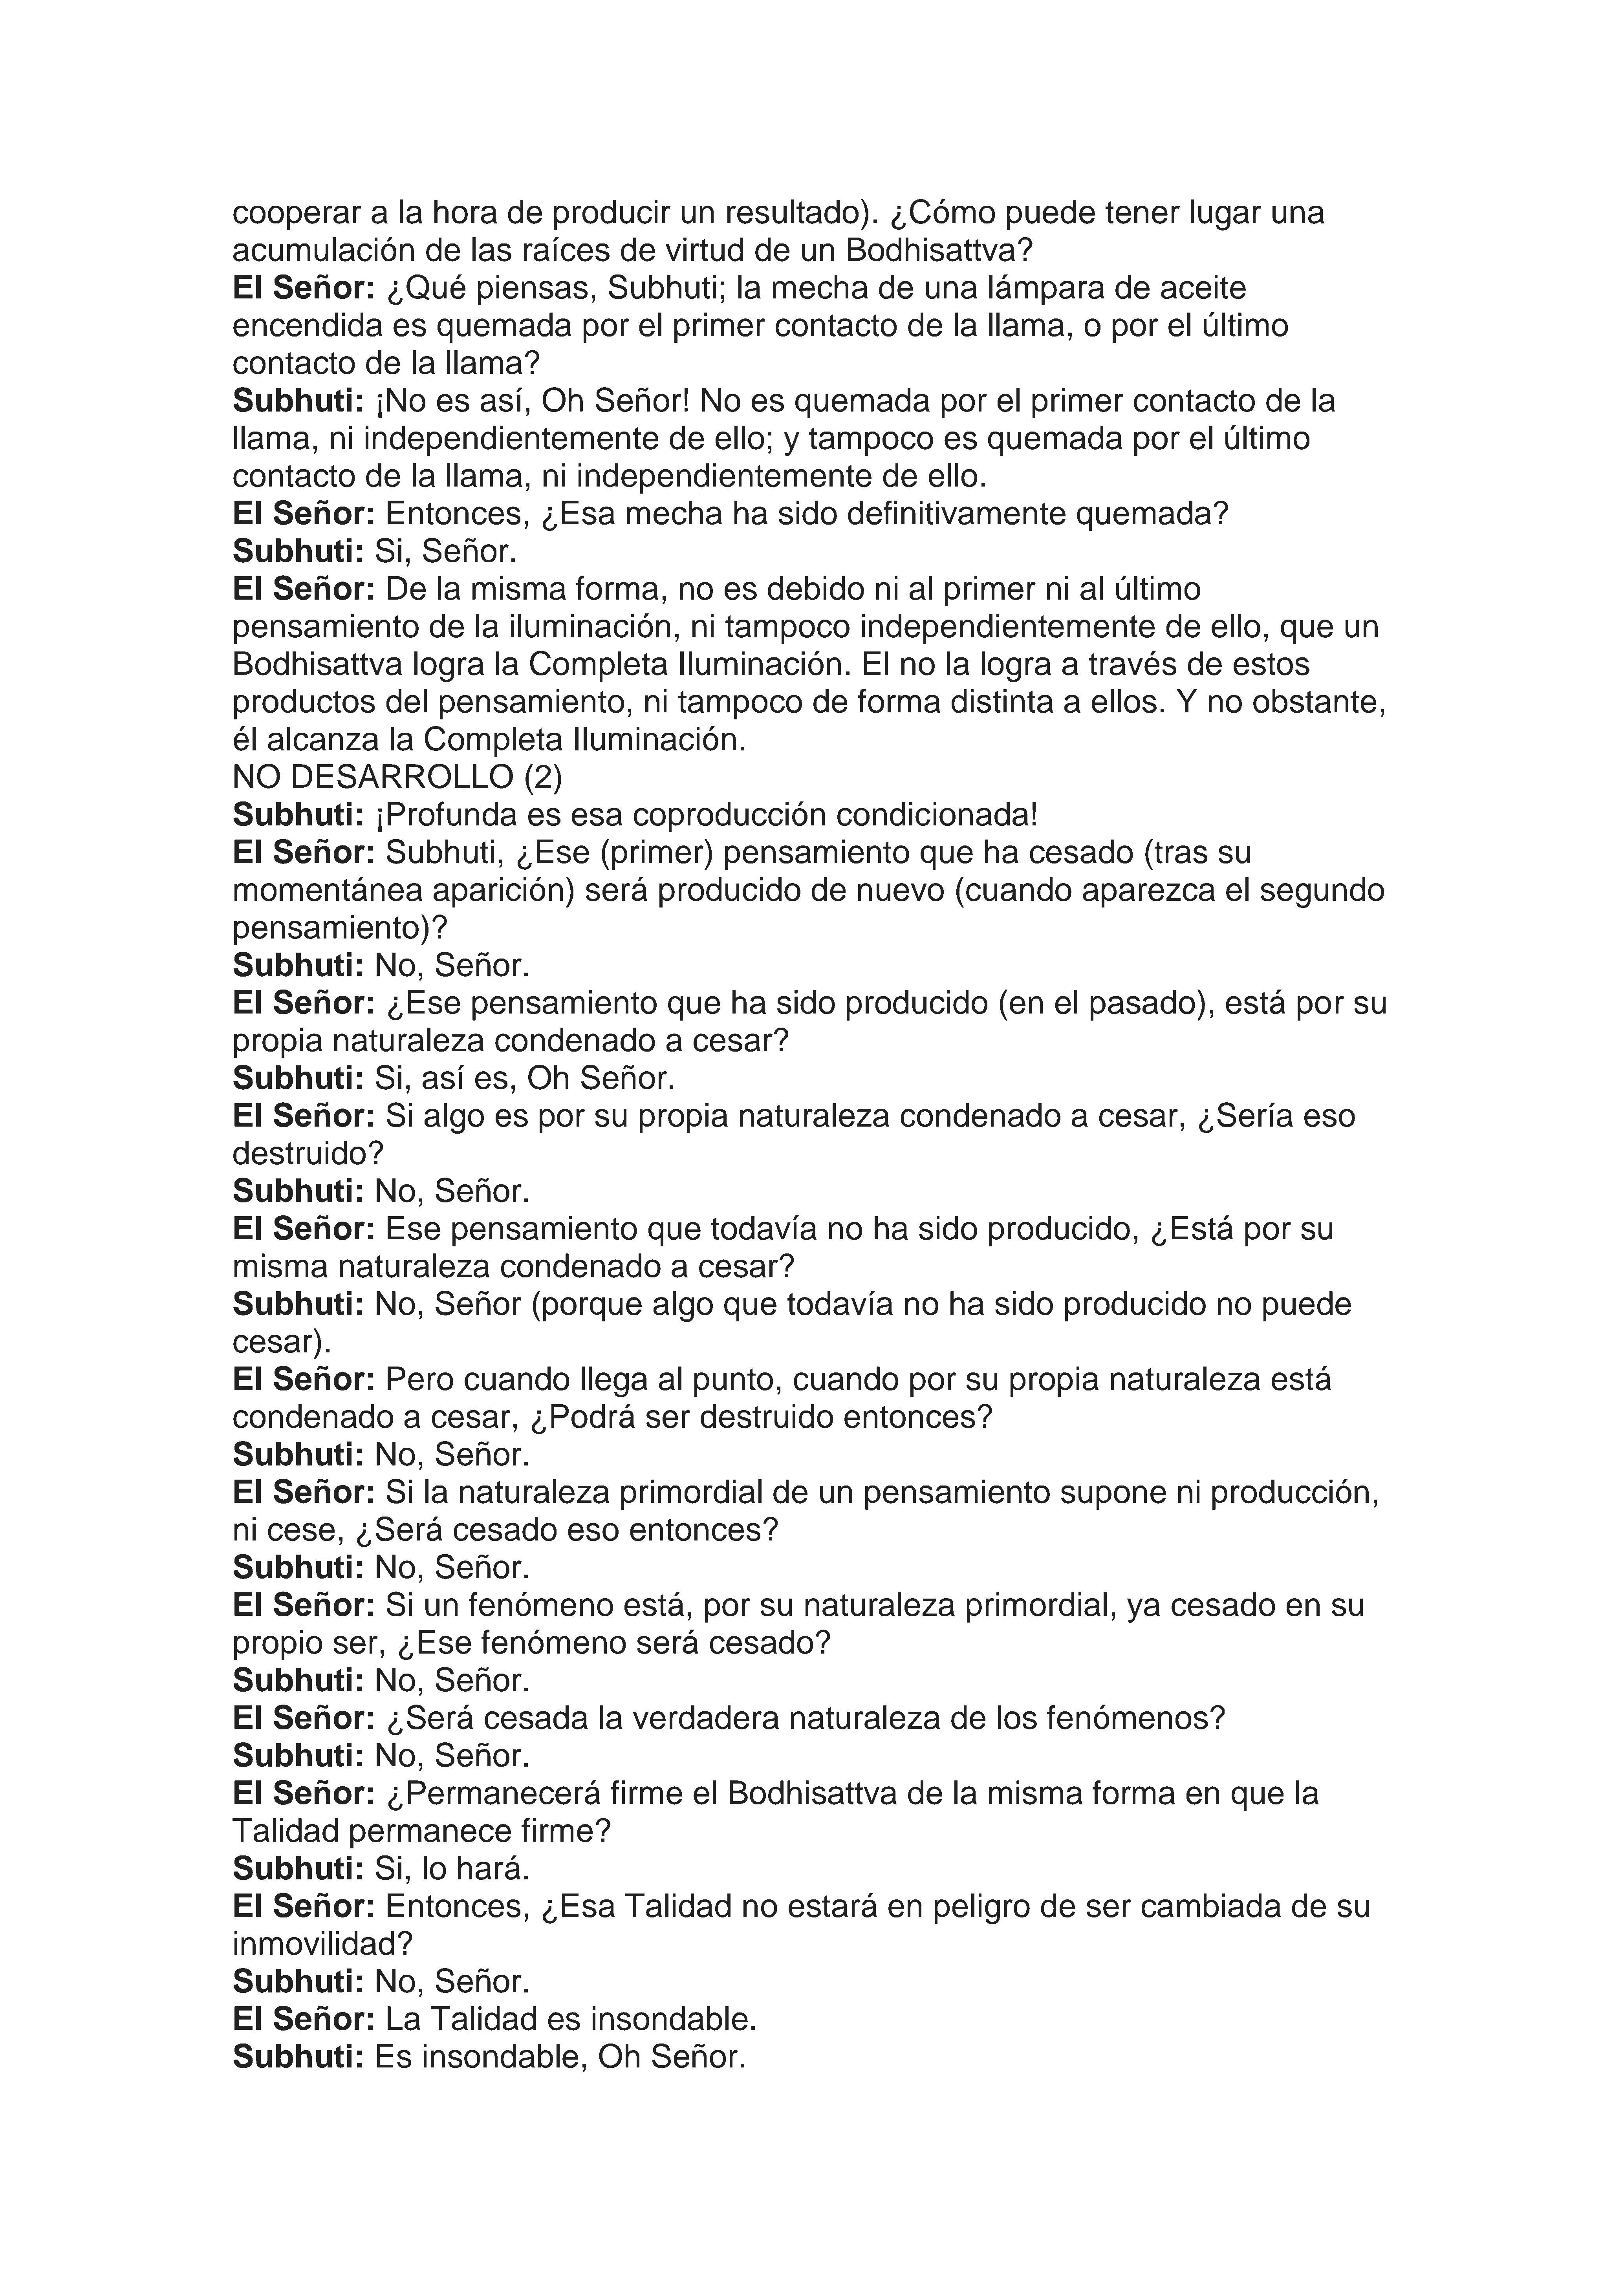 cooperar a la hora de producir un resultado). ¿Cómo puede tener lugar una
acumulación de las raíces de virtud de un Bodhisattva?
El Señor: ¿Qué piensas, Subhuti; la mecha de una lámpara de aceite
encendida es quemada por el primer contacto de la llama, o por el último
contacto de la llama?
Subhuti: ¡No es así, Oh Señor! No es quemada por el primer contacto de la
llama, ni independientemente de ello; y tampoco es quemada por el último
contacto de la llama, ni independientemente de ello.
El Señor: Entonces, ¿Esa mecha ha sido definitivamente quemada?
Subhuti: Si, Señor.
El Señor: De la misma forma, no es debido ni al primer ni al último
pensamiento de la iluminación, ni tampoco independientemente de ello, que un
Bodhisattva logra la Completa Iluminación. El no la logra a través de estos
productos del pensamiento, ni tampoco de forma distinta a ellos. Y no obstante,
él alcanza la Completa Iluminación.
NO DESARROLLO (2)
Subhuti: ¡Profunda es esa coproducción condicionada!
El Señor: Subhuti, ¿Ese (primer) pensamiento que ha cesado (tras su
momentánea aparición) será producido de nuevo (cuando aparezca el segundo
pensamiento)?
Subhuti: No, Señor.
El Señor: ¿Ese pensamiento que ha sido producido (en el pasado), está por su
propia naturaleza condenado a cesar?
Subhuti: Si, así es, Oh Señor.
El Señor: Si algo es por su propia naturaleza condenado a cesar, ¿Sería eso
destruido?
Subhuti: No, Señor.
El Señor: Ese pensamiento que todavía no ha sido producido, ¿Está por su
misma naturaleza condenado a cesar?
Subhuti: No, Señor (porque algo que todavía no ha sido producido no puede
cesar).
El Señor: Pero cuando llega al punto, cuando por su propia naturaleza está
condenado a cesar, ¿Podrá ser destruido entonces?
Subhuti: No, Señor.
El Señor: Si la naturaleza primordial de un pensamiento supone ni producción,
ni cese, ¿Será cesado eso entonces?
Subhuti: No, Señor.
El Señor: Si un fenómeno está, por su naturaleza primordial, ya cesado en su
propio ser, ¿Ese fenómeno será cesado?
Subhuti: No, Señor.
El Señor: ¿Será cesada la verdadera naturaleza de los fenómenos?
Subhuti: No, Señor.
El Señor: ¿Permanecerá firme el Bodhisattva de la misma forma en que la
Talidad permanece firme?
Subhuti: Si, lo hará.
El Señor: Entonces, ¿Esa Talidad no estará en peligro de ser cambiada de su
inmovilidad?
Subhuti: No, Señor.
El Señor: La Talidad es insondable.
Subhuti: Es insondable, Oh Señor.